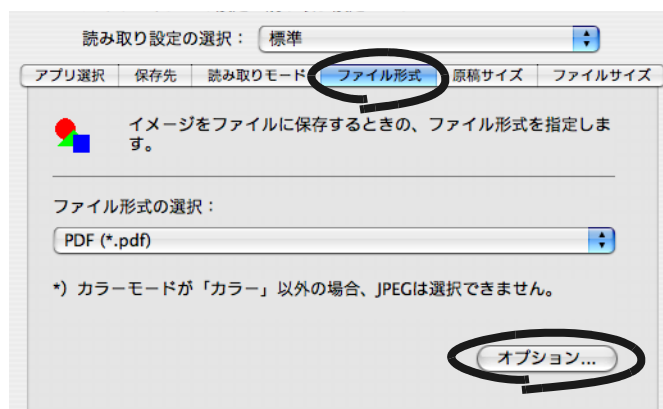 読み取り設定の選択： 標準
アプリ選択 保存先 読み取りモード ファイル形式 原稿サイズ ファイルサイズ
イメージをファイルに保存するときの、ファイル形式を指定しま
す。
ファイル形式の選択：
PDF (*.pdf)
*）カラーモードが「カラー」以外の場合、JPEGは選択できません。
オプション...